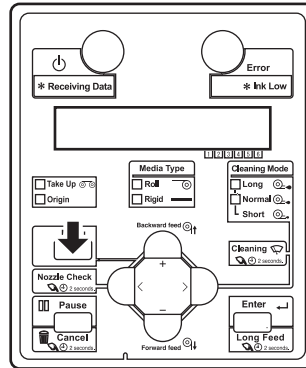 Error
* Receiving Data
* Ink Low
1 2 3 4 5 6
Media Type
Cleaning Mode
Take Up
Roll
Long
Origin
Rigid
Normal
Short
Backward feed
Cleaning
2 seconds.
Nozzle Check
2 seconds.
+
< >
−
Pause
Enter
Cancel
2 seconds.
Long Feed
2 seconds.
Forward feed